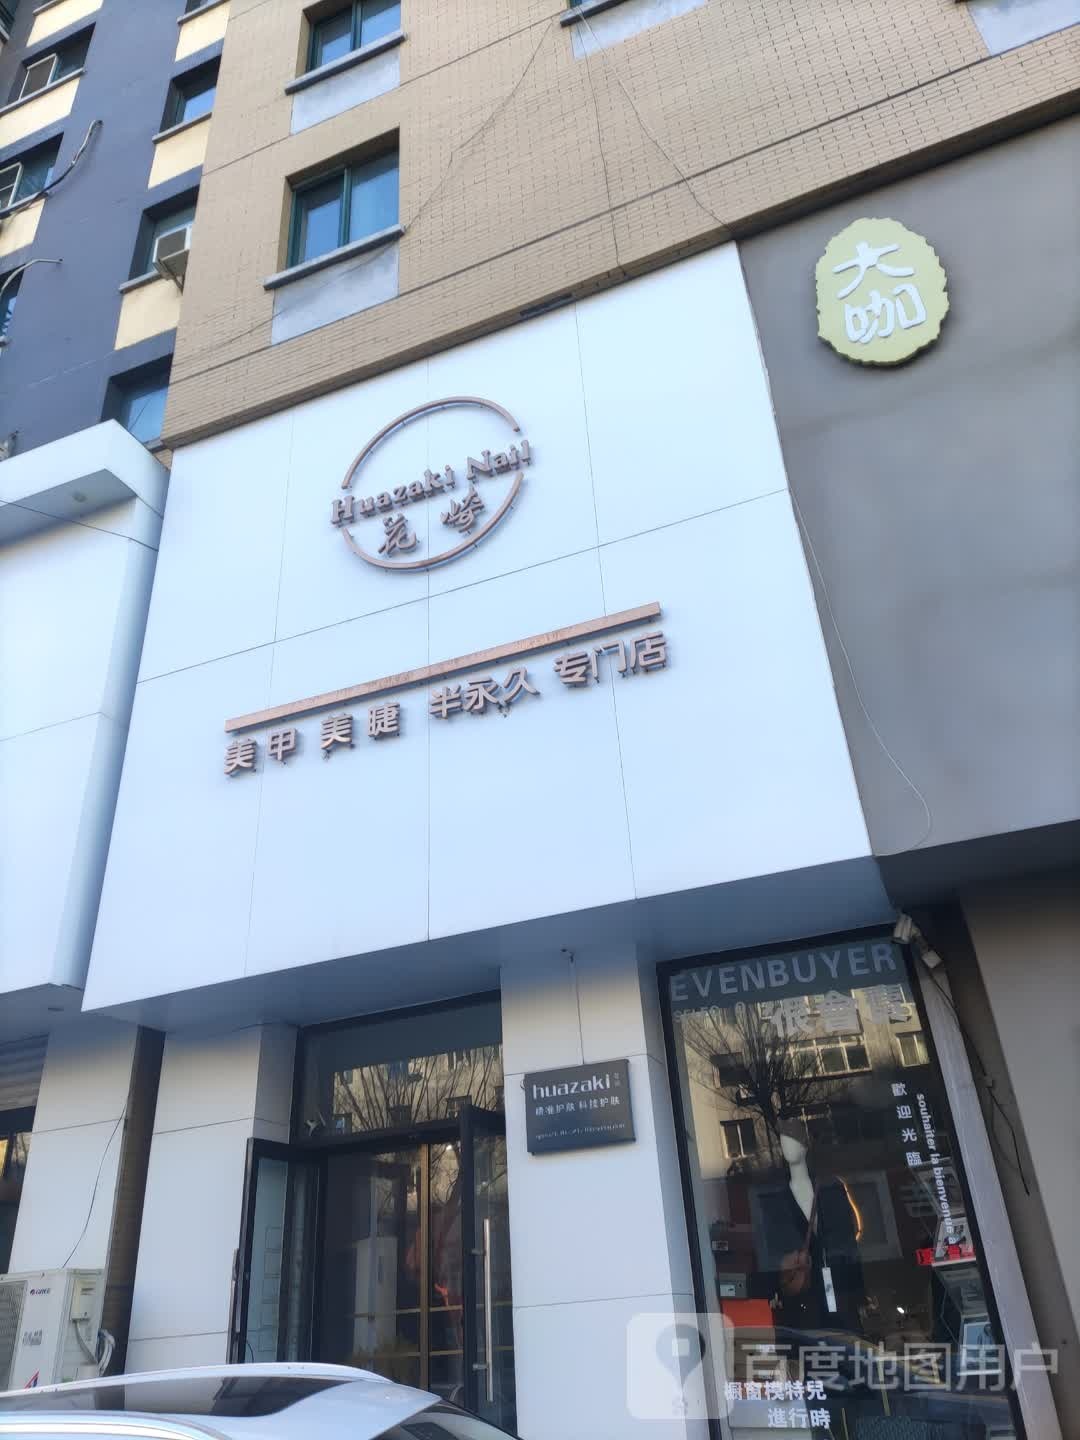 大咖
Huazaki Nail
花崎
美甲 美睫 半永久 专门店
EVENBUYER
很會買
huazaki
精准护肤 科技护肤
歡迎光臨
souhaiter la bienvenue à
橱窗模特兒
進行時
百度地图用户